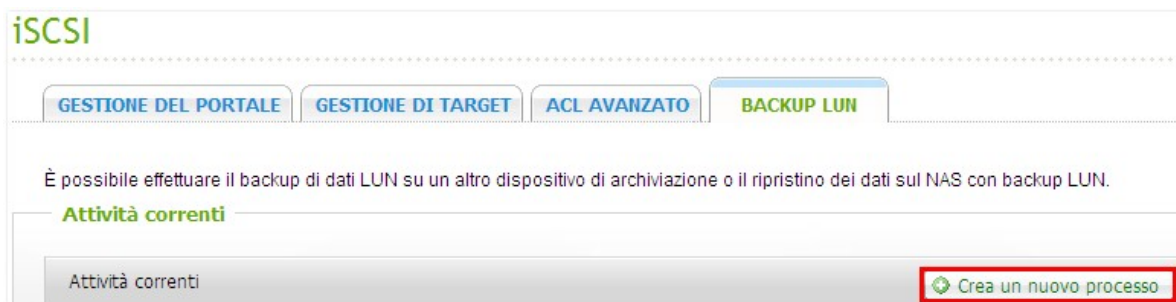 iSCSI
GESTIONE DEL PORTALE GESTIONE DI TARGET ACL AVANZATO BACKUP LUN
È possibile effettuare il backup di dati LUN su un altro dispositivo di archiviazione o il ripristino dei dati sul NAS con backup LUN.
Attività correnti
Attività correnti Crea un nuovo processo